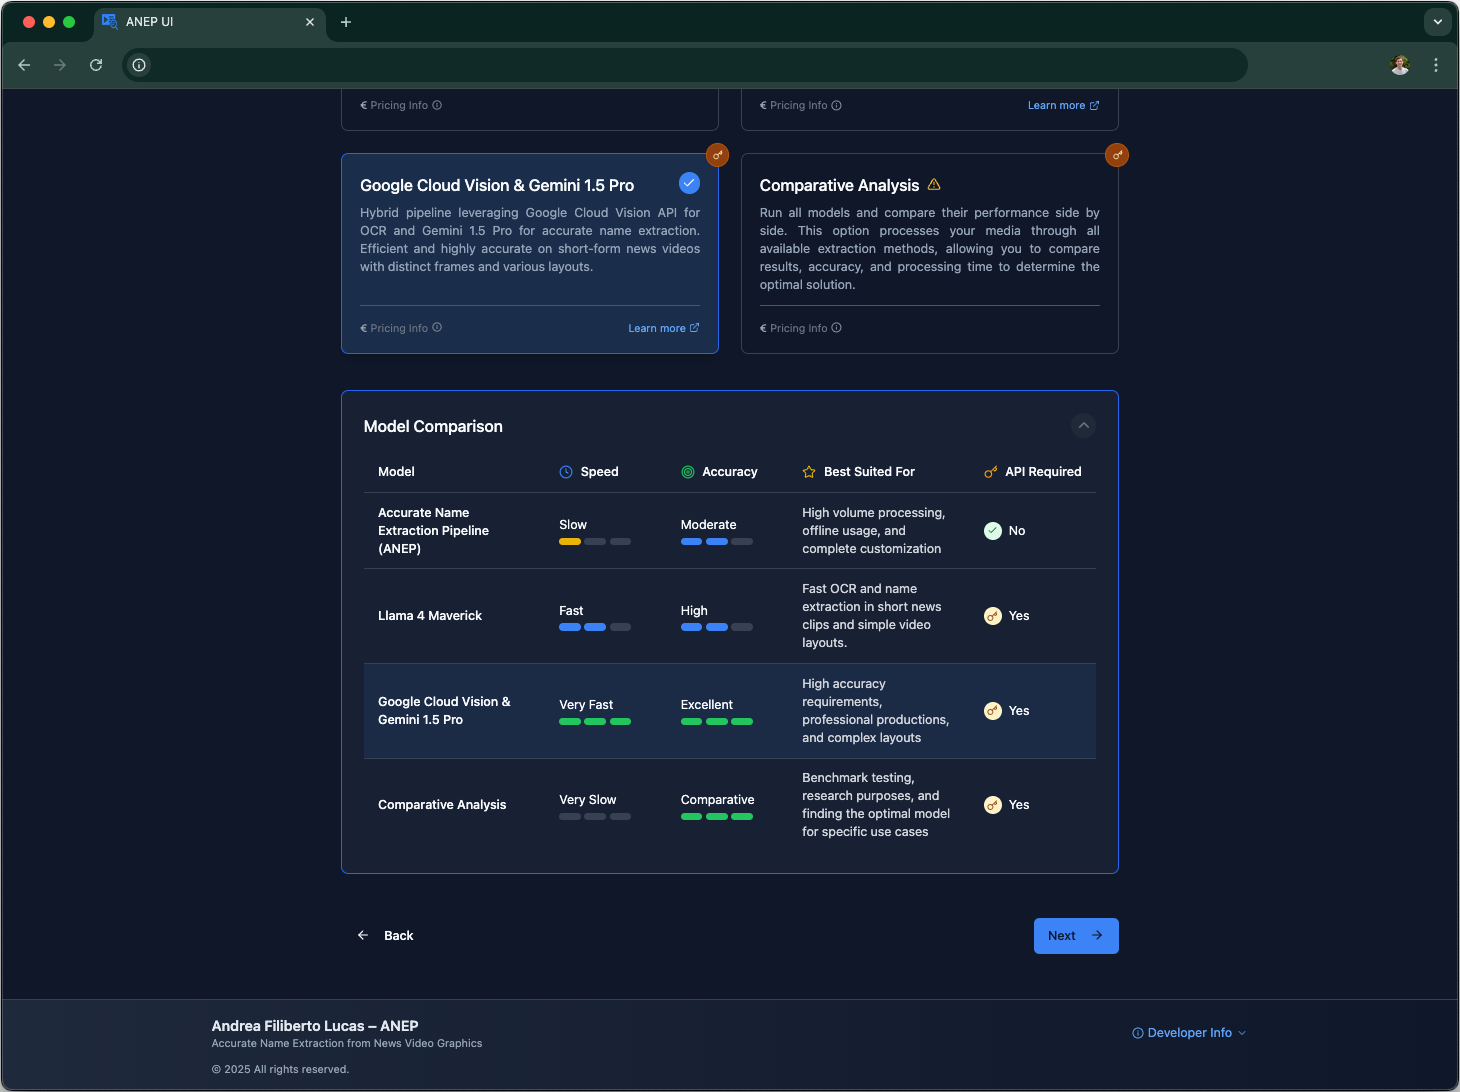 ANEP UI
€ Pricing Info
€ Pricing Info
Learn more
Google Cloud Vision & Gemini 1.5 Pro
Hybrid pipeline leveraging Google Cloud Vision API for
OCR and Gemini 1.5 Pro for accurate name extraction.
Efficient and highly accurate on short-form news videos
with distinct frames and various layouts.
€ Pricing Info
Learn more
Comparative Analysis
Run all models and compare their performance side by
side. This option processes your media through all
available extraction methods, allowing you to compare
results, accuracy, and processing time to determine the
optimal solution.
€ Pricing Info
Model Comparison
Model
Speed
Accuracy
Best Suited For
API Required
Accurate Name
Extraction Pipeline
(ANEP)
Slow
Moderate
High volume processing,
offline usage, and
complete customization
No
Llama 4 Maverick
Fast
High
Fast OCR and name
extraction in short news
clips and simple video
layouts.
Yes
Google Cloud Vision &
Gemini 1.5 Pro
Very Fast
Excellent
High accuracy
requirements,
professional productions,
and complex layouts
Yes
Comparative Analysis
Very Slow
Comparative
Benchmark testing,
research purposes, and
finding the optimal model
for specific use cases
Yes
Back
Next
Andrea Filiberto Lucas – ANEP
Accurate Name Extraction from News Video Graphics
© 2025 All rights reserved.
Developer Info